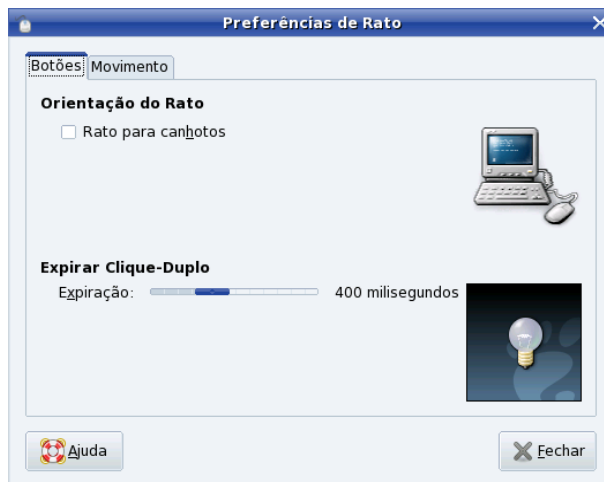 Preferências de Rato
Botões Movimento
Orientação do Rato
Rato para canhotos
Expirar Clique-Duplo
Expiração: 400 milisegundos
Ajuda Fechar